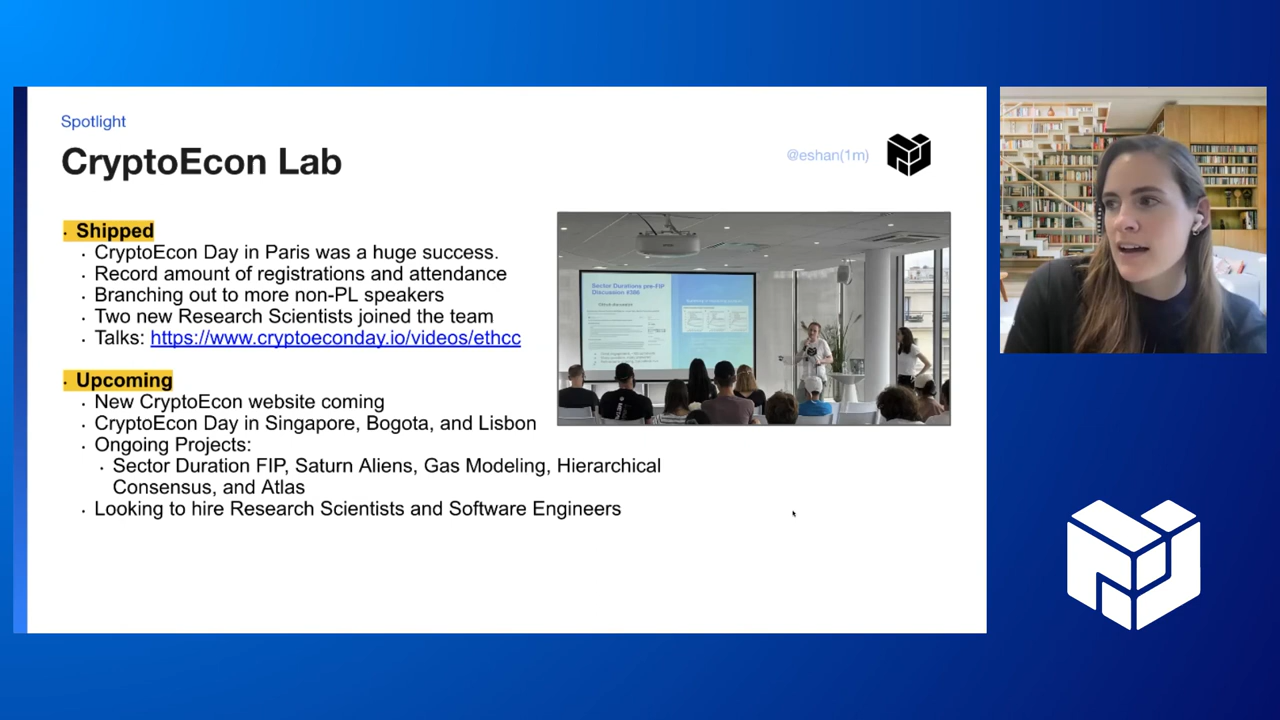 Spotlight
CryptoEcon Lab
@eshan(1m)
Shipped
CryptoEcon Day in Paris was a huge success.
Record amount of registrations and attendance
Branching out to more non-PL speakers
Two new Research Scientists joined the team
Talks: https://www.cryptoeconday.io/videos/ethcc
Sector Durations pre-FIP
Discussion #386
Upcoming
New CryptoEcon website coming
CryptoEcon Day in Singapore, Bogota, and Lisbon
Ongoing Projects:
Sector Duration FIP, Saturn Aliens, Gas Modeling, Hierarchical
Consensus, and Atlas
Looking to hire Research Scientists and Software Engineers